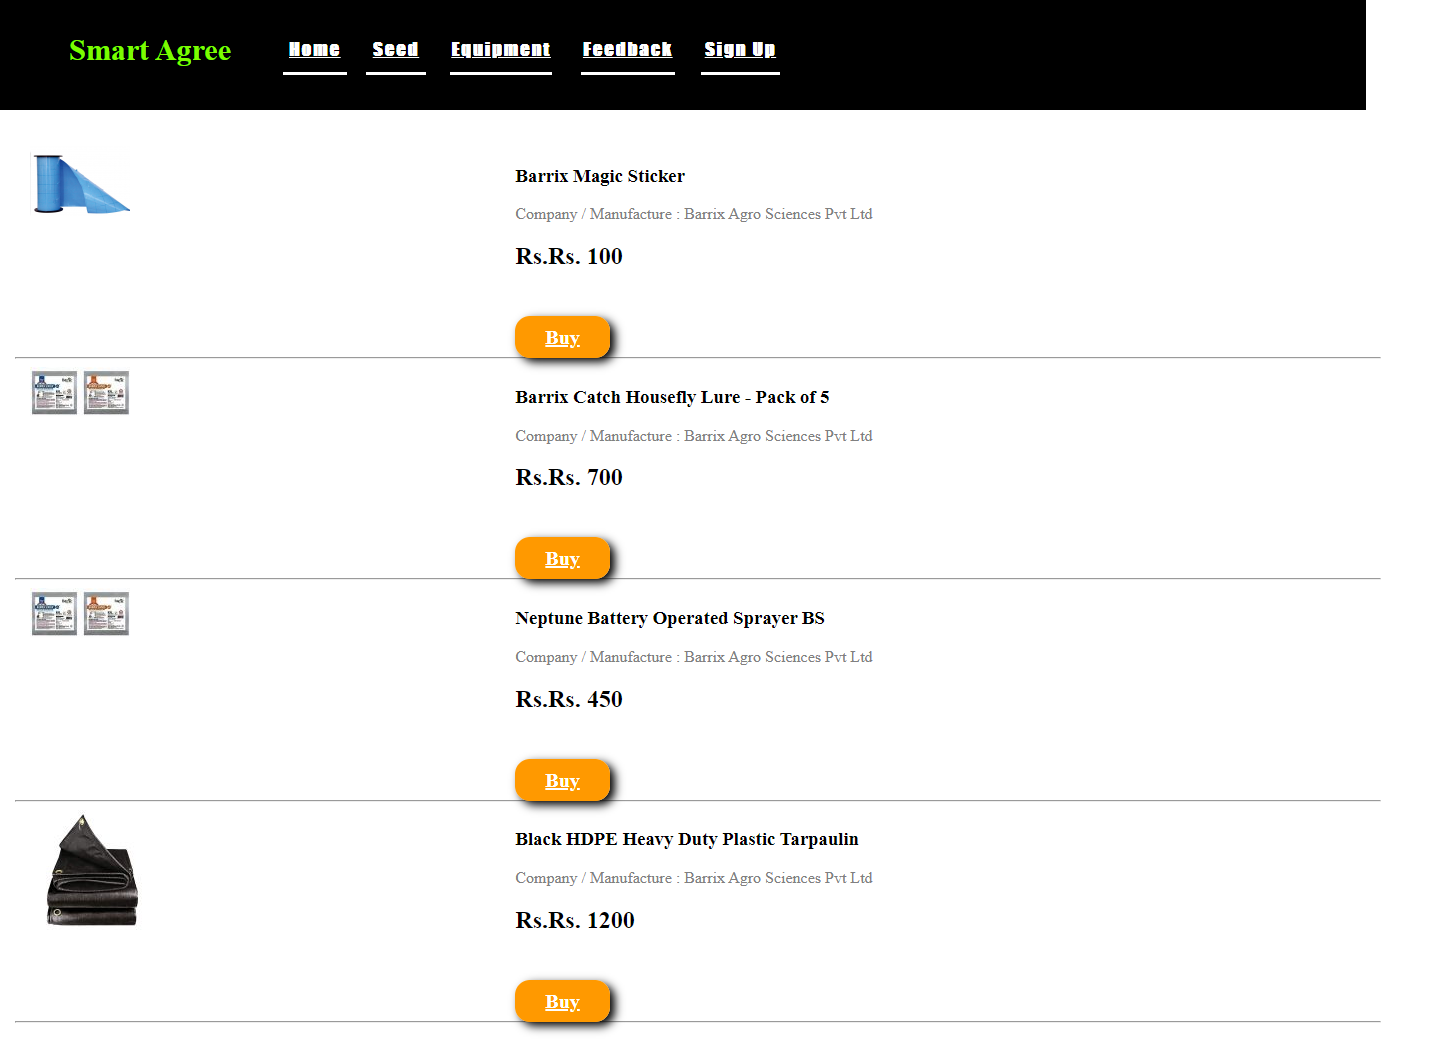 Smart Agree Home Seed Equipment Feedback Sign Up
Barrix Magic Sticker
Company / Manufacture : Barrix Agro Sciences Pvt Ltd
Rs.Rs. 100
Buy
Barrix Catch Housefly Lure - Pack of 5
Company / Manufacture : Barrix Agro Sciences Pvt Ltd
Rs.Rs. 700
Buy
Neptune Battery Operated Sprayer BS
Company / Manufacture : Barrix Agro Sciences Pvt Ltd
Rs.Rs. 450
Buy
Black HDPE Heavy Duty Plastic Tarpaulin
Company / Manufacture : Barrix Agro Sciences Pvt Ltd
Rs.Rs. 1200
Buy